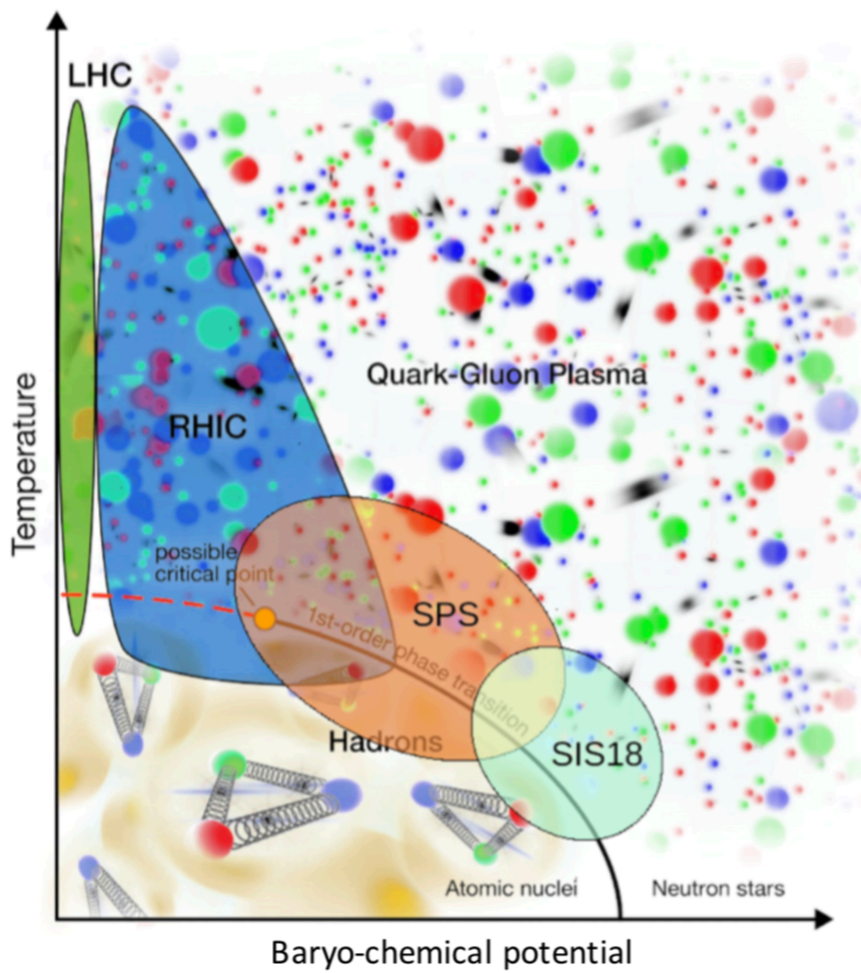 LHC
Quark-Gluon Plasma
Temperature
RHIC
possible
critical point
SPS
1st-order phase transition
Hadrons
SIS18
Atomic nuclei
Neutron stars
Baryo-chemical potential